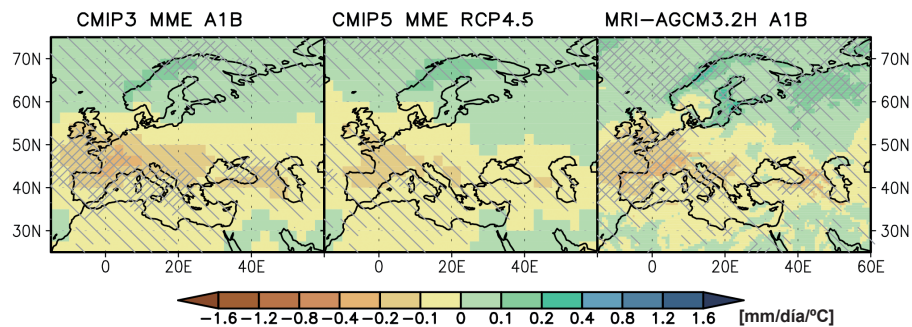 CMIP3 MME A1B CMIP5 MME RCP4.5 MRI-AGCM3.2H A1B
70N 70N
60N 60N
50N 50N
40N 40N
30N 30N
0 20E 40E 0 20E 40E 0 20E 40E 60E
-1.6 -1.2 -0.8 -0.4 -0.2 -0.1 0 0.1 0.2 0.4 0.8 1.2 1.6 [mm/día/ºC]